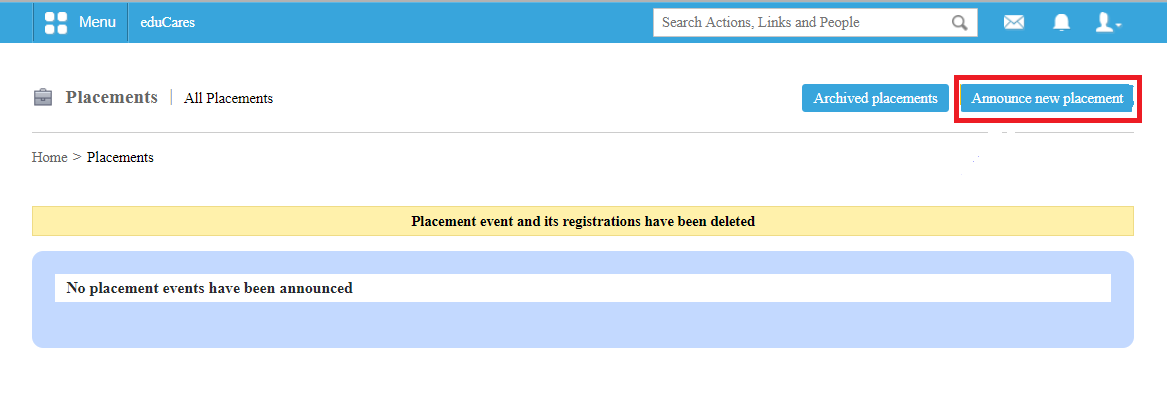 Menu eduCares Search Actions, Links and People
Placements All Placements Archived placements Announce new placement
Home > Placements
Placement event and its registrations have been deleted
No placement events have been announced